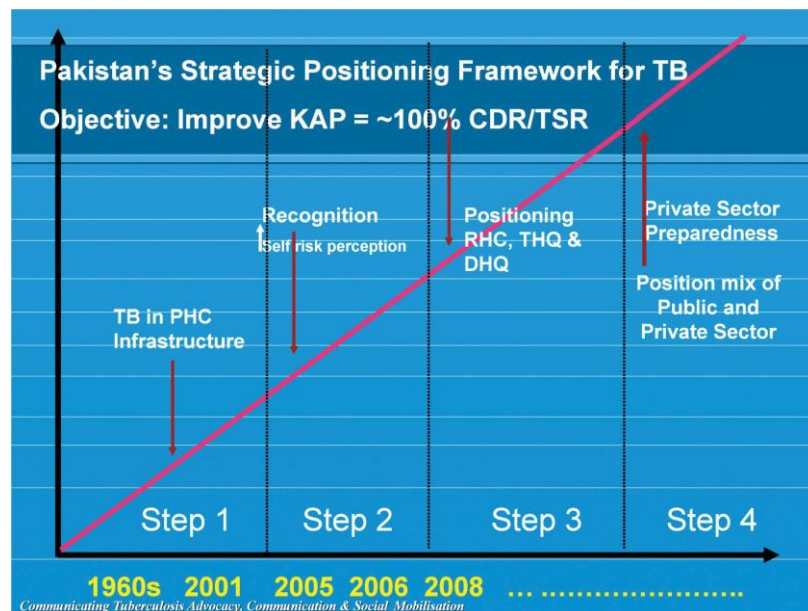 Pakistan's Strategic Positioning Framework for TB
Objective: Improve KAP = ~100% CDR/TSR
Recognition
Self risk perception
Positioning
RHC, THQ &
DHQ
Private Sector
Preparedness
Position mix of
Public and
Private Sector
TB in PHC
Infrastructure
Step 1
Step 2
Step 3
Step 4
1960s 2001 2005 2006 2008 ... ........................
Communicating Tuberculosis Advocacy, Communication & Social Mobilisation